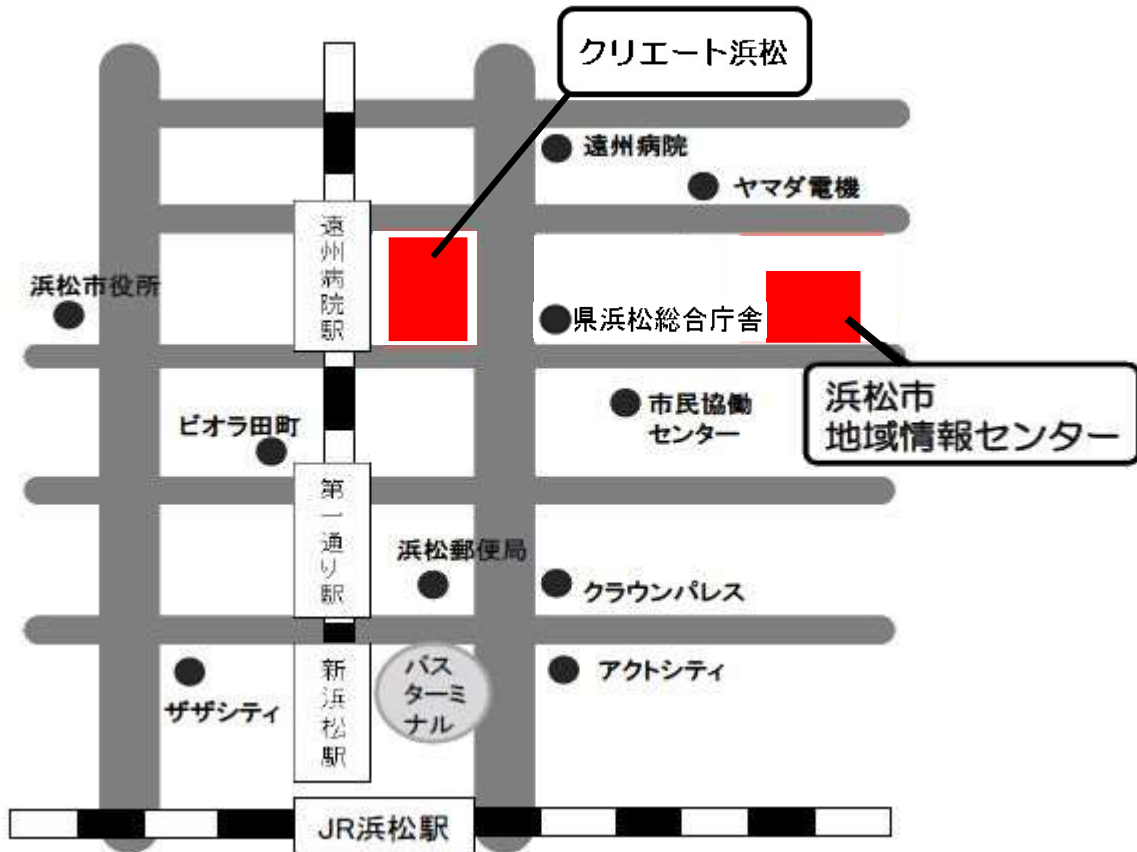 クリエート浜松
遠州病院
ヤマダ電機
遠州病院駅
浜松市役所
県浜松総合庁舎
浜松市
地域情報センター
市民協働
センター
ビオラ田町
第一通り駅
浜松郵便局
クラウンパレス
新浜松駅
バス
ターミ
ナル
アクトシティ
ザザシティ
JR浜松駅